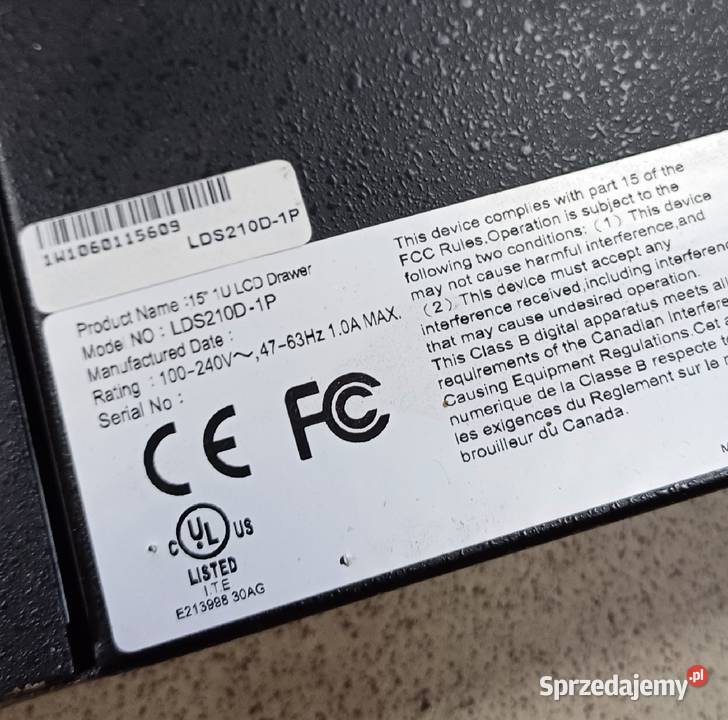 1W1060115609
LDS210D-1P
Product Name :15" 1U LCD Drawer
Model NO : LDS210D-1P
Manufactured Date :
Rating : 100-240V～,47-63Hz 1.0A MAX.
Serial No :
CE FC
C UL US
LISTED
I.T.E
E213998 30AG
This device complies with part 15 of the
FCC Rules.Operation is subject to the
following two conditions:（1）This device
may not cause harmful interference,and
（2）This device must accept any
interference received,including interference
that may cause undesired operation.
This Class B digital apparatus meets all
requirements of the Canadian
Causing Equipment Regulations.Cet
numerique de la Classe B respecte
les exigences du Reglement sur le
brouilleur du Canada.
Sprzedajemy.pl